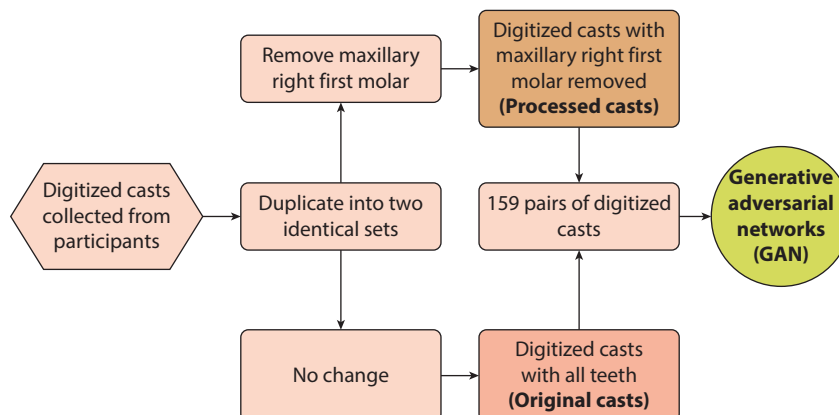 Remove maxillary
right first molar
Digitized casts with
maxillary right first
molar removed
(Processed casts)
Digitized casts
collected from
participants
Duplicate into two
identical sets
159 pairs of digitized
casts
Generative
adversarial
networks
(GAN)
No change
Digitized casts
with all teeth
(Original casts)